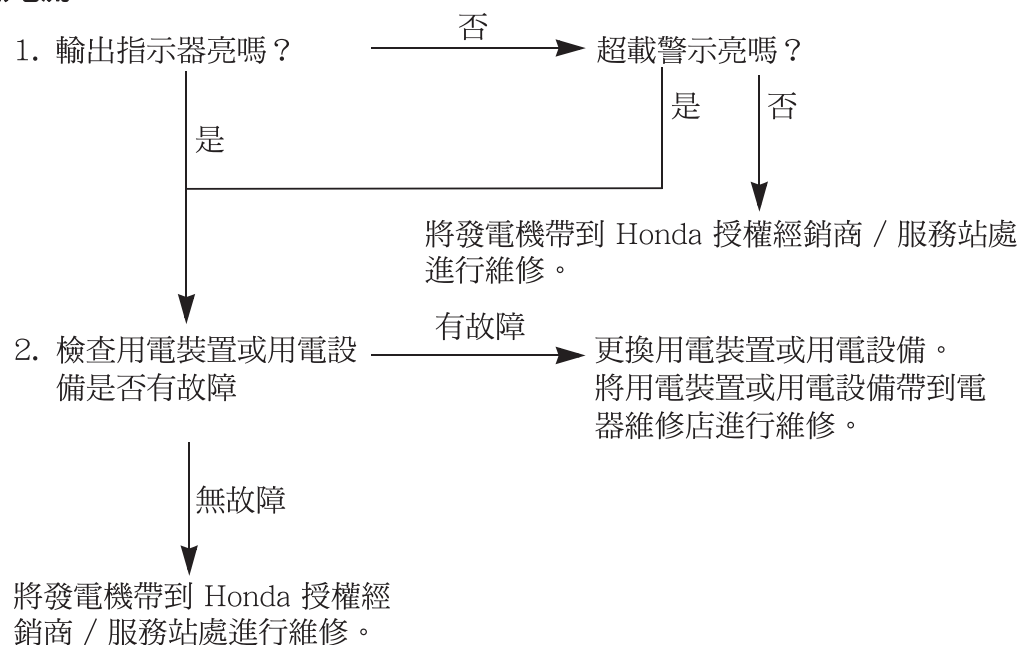 1. 輸出指示器亮嗎？
否
超載警示亮嗎？
是
是
否
將發電機帶到 Honda 授權經銷商 / 服務站處
進行維修。
2. 檢查用電裝置或用電設
備是否有故障
有故障
更換用電裝置或用電設備。
將用電裝置或用電設備帶到電
器維修店進行維修。
無故障
將發電機帶到 Honda 授權經
銷商 / 服務站處進行維修。